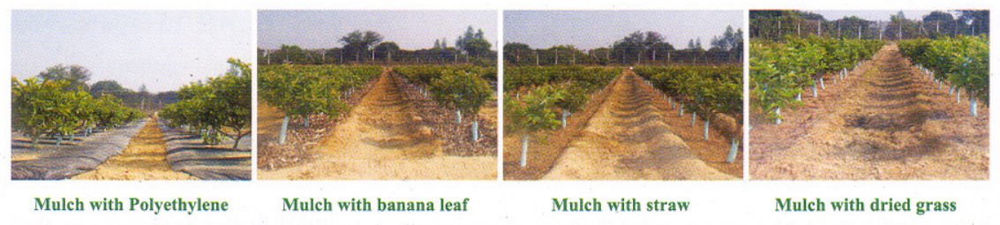 Mulch with Polyethylene
Mulch with banana leaf
Mulch with straw
Mulch with dried grass